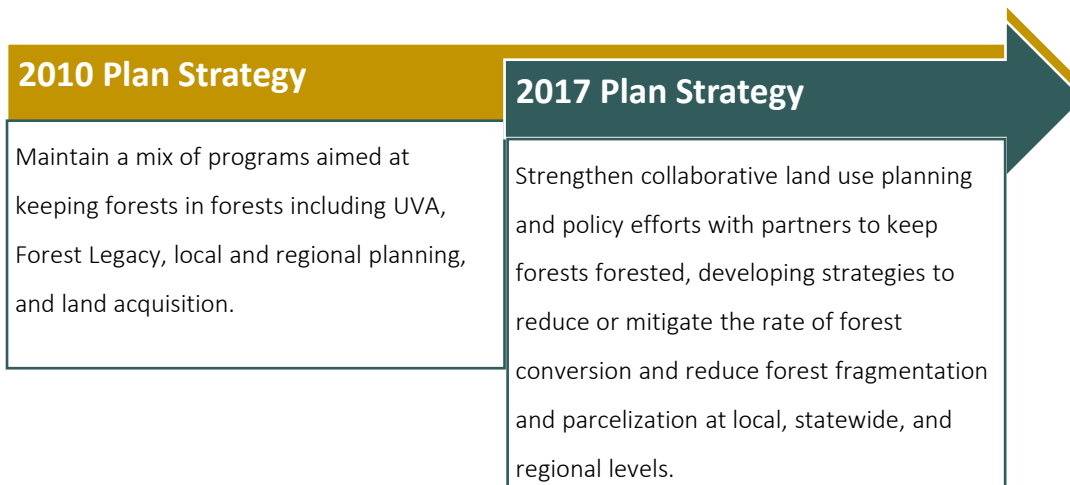 2010 Plan Strategy
Maintain a mix of programs aimed at
keeping forests in forests including UVA,
Forest Legacy, local and regional planning,
and land acquisition.
2017 Plan Strategy
Strengthen collaborative land use planning
and policy efforts with partners to keep
forests forested, developing strategies to
reduce or mitigate the rate of forest
conversion and reduce forest fragmentation
and parcelization at local, statewide, and
regional levels.